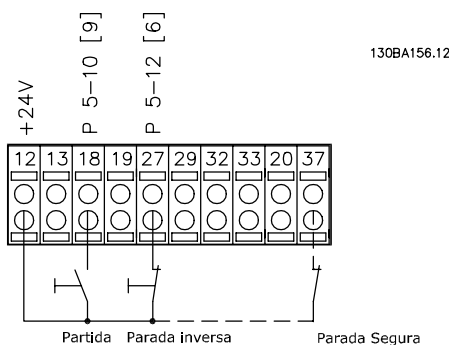 +24V
P 5-10 [9]
P 5-12 [6]
130BA156.12
12 13 18 19 27 29 32 33 20 37
Partida Parada inversa Parada Segura